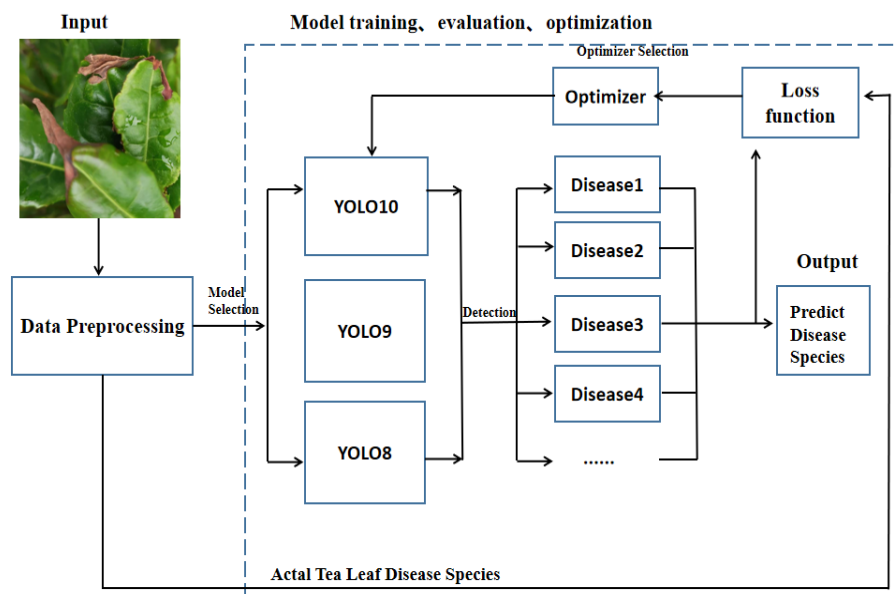 Input
Model training、evaluation、optimization
Optimizer Selection
Optimizer
Loss
function
YOLO10
Disease1
Disease2
Output
Data Preprocessing
Model
Selection
YOLO9
Detection
Disease3
Predict
Disease
Species
Disease4
YOLO8
......
Actal Tea Leaf Disease Species